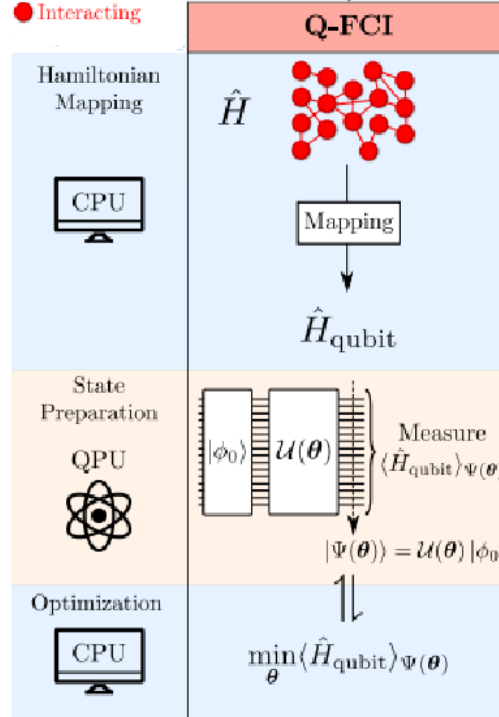 Interacting
Q-FCI
Hamiltonian
Mapping
CPU
Ĥ
Mapping
Ĥ_qubit
State
Preparation
QPU
|ϕ₀⟩
𝒰(θ)
Measure
⟨Ĥ_qubit⟩_Ψ(θ)
|Ψ(θ)⟩ = 𝒰(θ) |ϕ₀
Optimization
CPU
min_θ ⟨Ĥ_qubit⟩_Ψ(θ)